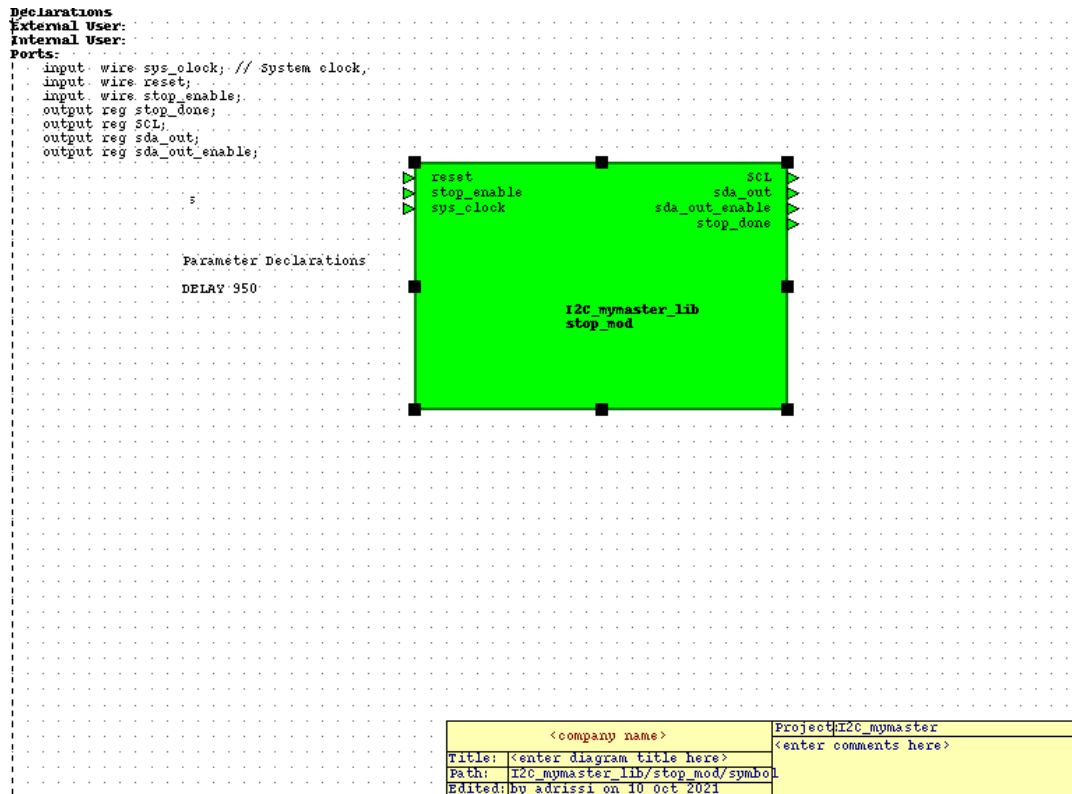 Declarations
External User:
Internal User:
Ports:
input wire sys_clock; // System clock,
input wire reset;
input wire stop_enable;
output reg stop_done;
output reg SCL;
output reg sda_out;
output reg sda_out_enable;
s
Parameter Declarations
DELAY 950
reset
stop_enable
sys_clock
SCL
sda_out
sda_out_enable
stop_done
I2C_mymaster_lib
stop_mod
<company name>
Title: <enter diagram title here>
Path: I2C_mymaster_lib/stop_mod/symbol
Edited: by adrissi on 10 Oct 2021
Project: I2C_mymaster
<enter comments here>